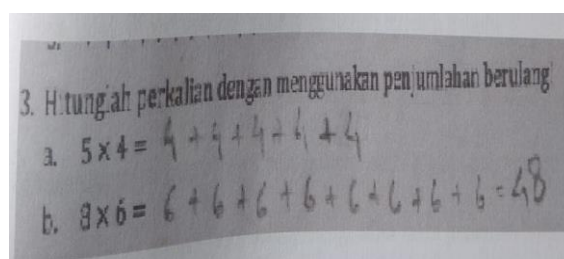 3. Hitunglah perkalian dengan menggunakan penjumlahan berulang
a. 5 x 4 = 4 + 4 + 4 + 4 + 4
b. 8 x 6 = 6 + 6 + 6 + 6 + 6 + 6 + 6 + 6 = 48